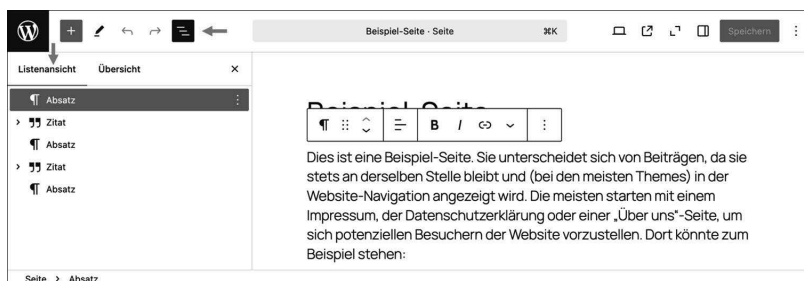 Beispiel-Seite · Seite ⌘K Speichern
Listenansicht Übersicht
Absatz
Zitat
Absatz
Zitat
Absatz
Beispiel-Seite
B I
Dies ist eine Beispiel-Seite. Sie unterscheidet sich von Beiträgen, da sie
stets an derselben Stelle bleibt und (bei den meisten Themes) in der
Website-Navigation angezeigt wird. Die meisten starten mit einem
Impressum, der Datenschutzerklärung oder einer „Über uns“-Seite, um
sich potenziellen Besuchern der Website vorzustellen. Dort könnte zum
Beispiel stehen:
Seite > Absatz